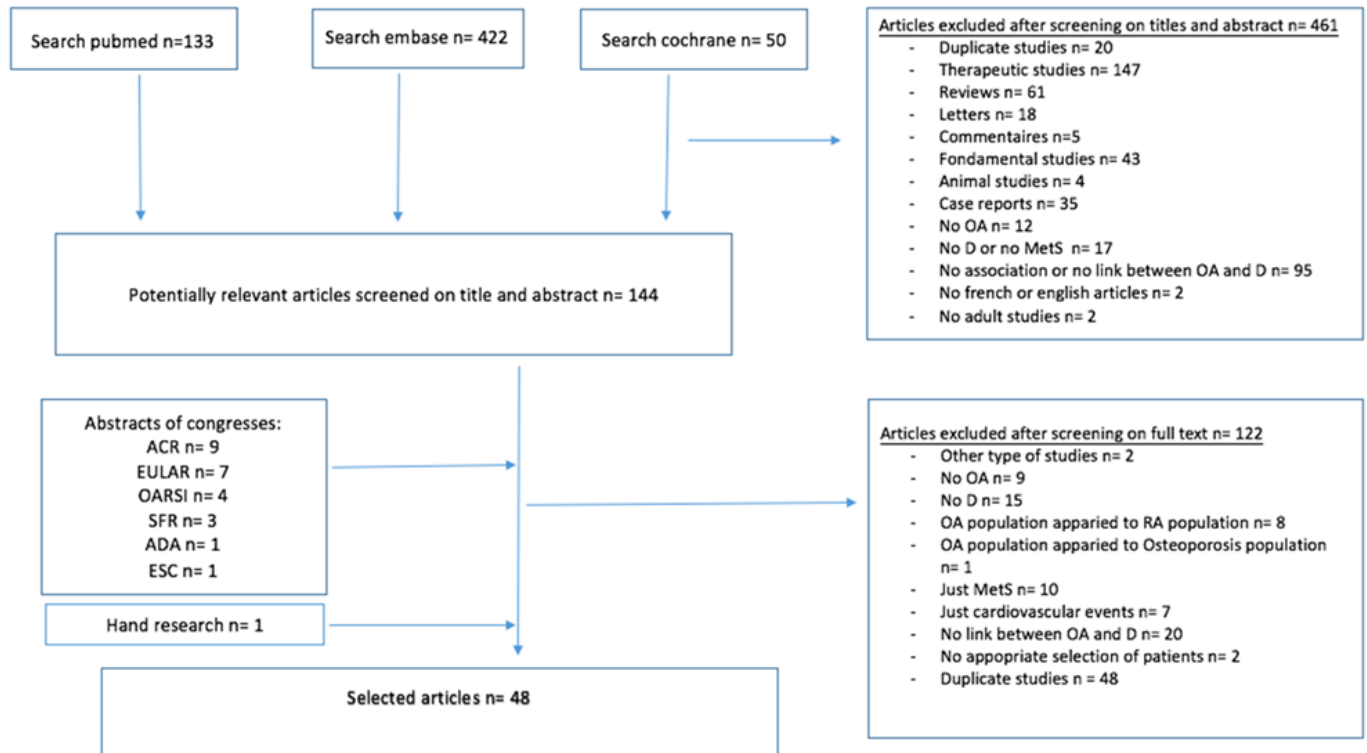 Search pubmed n=133
Search embase n= 422
Search cochrane n= 50
Articles excluded after screening on titles and abstract n= 461
- Duplicate studies n= 20
- Therapeutic studies n= 147
- Reviews n= 61
- Letters n= 18
- Commentaires n=5
- Fondamental studies n= 43
- Animal studies n= 4
- Case reports n= 35
- No OA n= 12
- No D or no MetS n= 17
- No association or no link between OA and D n= 95
- No french or english articles n= 2
- No adult studies n= 2
Potentially relevant articles screened on title and abstract n= 144
Abstracts of congresses:
ACR n= 9
EULAR n= 7
OARSI n= 4
SFR n= 3
ADA n= 1
ESC n= 1
Hand research n= 1
Articles excluded after screening on full text n= 122
- Other type of studies n= 2
- No OA n= 9
- No D n= 15
- OA population apparied to RA population n= 8
- OA population apparied to Osteoporosis population
n= 1
- Just MetS n= 10
- Just cardiovascular events n= 7
- No link between OA and D n= 20
- No appopriate selection of patients n= 2
- Duplicate studies n = 48
Selected articles n= 48